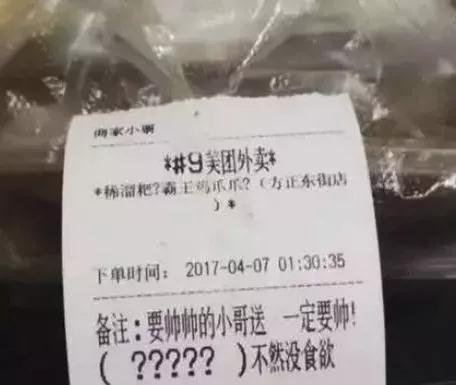 商家小票
*#9美团外卖*
*稀溜粑?霸王鸡爪爪?(方正东街店
)*
下单时间: 2017-04-07 01:30:35
备注:要帅帅的小哥送 一定要帅!
( ????? )不然没食欲